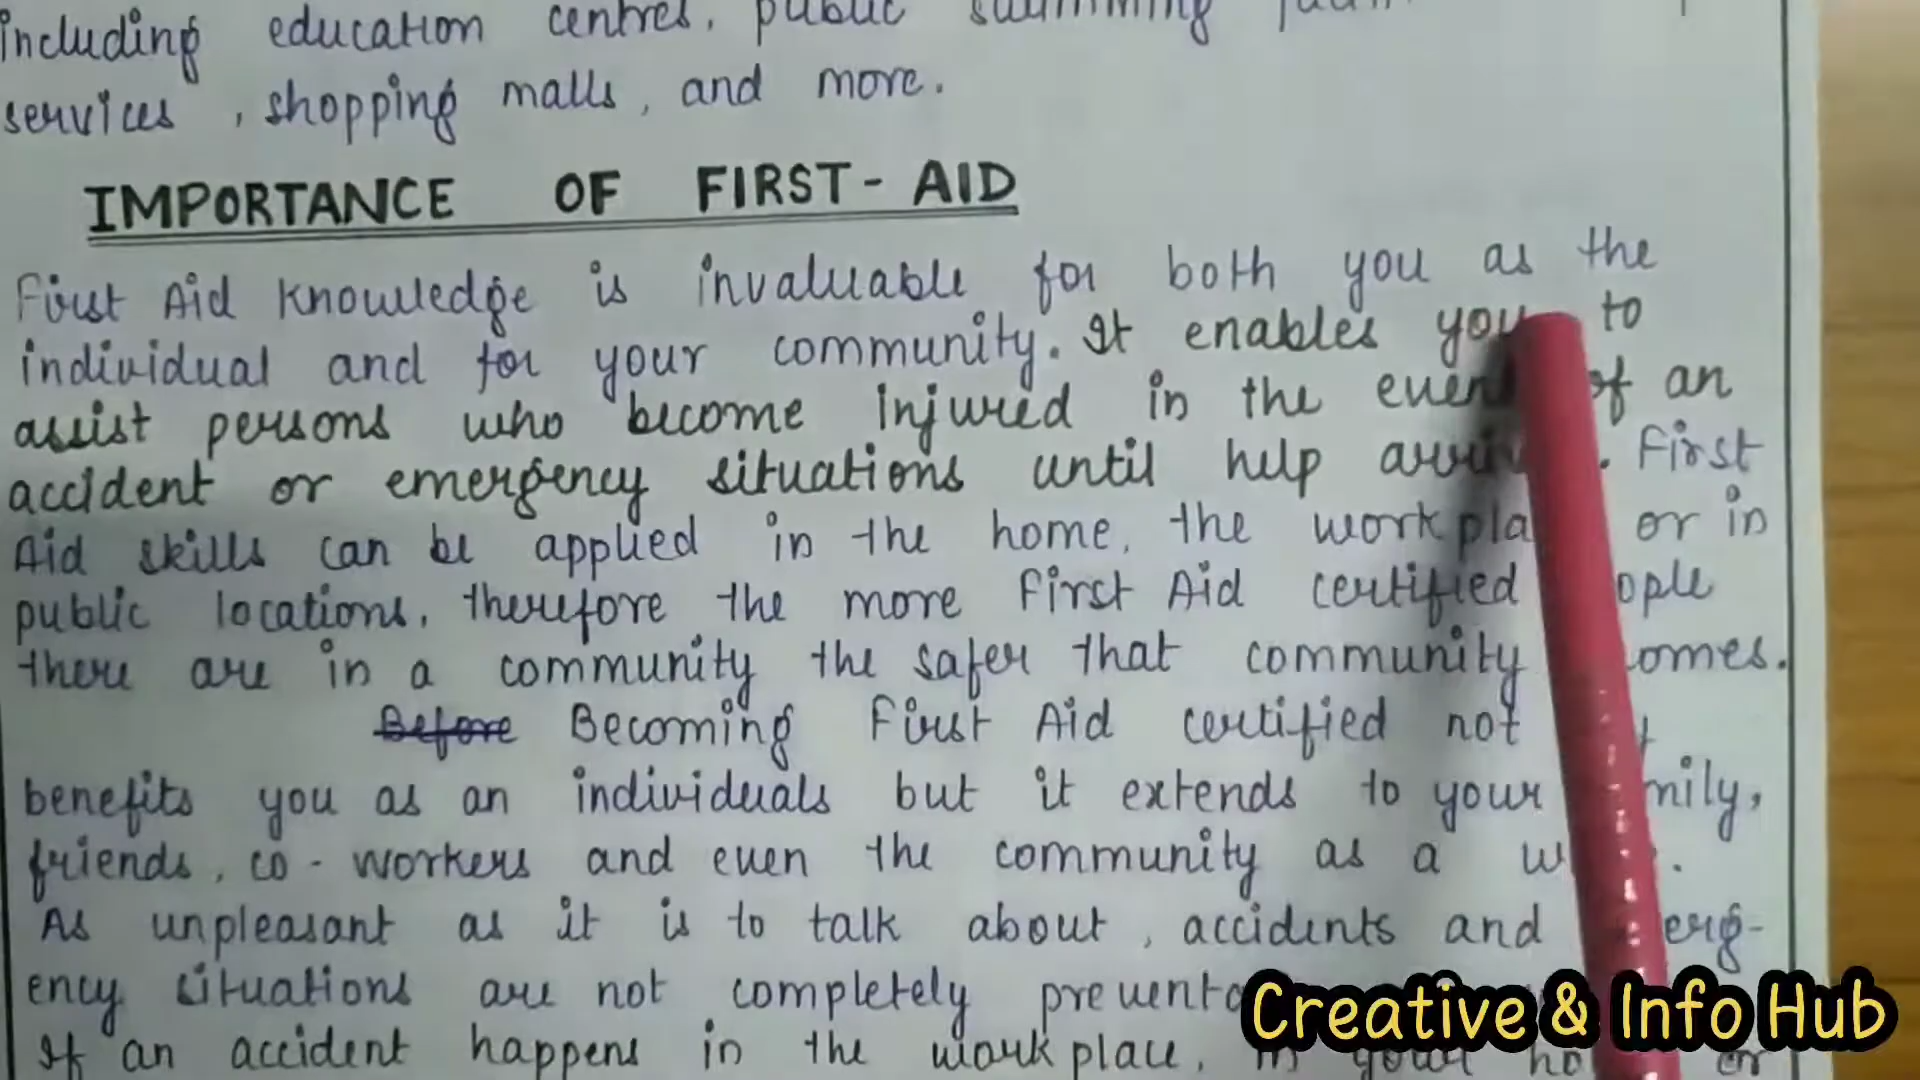 including education centres, public swimming
services, shopping malls, and more.
IMPORTANCE OF FIRST-AID
First Aid Knowledge is invaluable for both you as the
individual and for your community. It enables you to
assist persons who become injured in the event of an
accident or emergency situations until help . First
Aid skills can be applied in the home, the or in
public locations, therefore the more First Aid certified
there are in a community the safer that community
Before Becoming First Aid certified not
benefits you as an individuals but it extends to your
friends, co-workers and even the community as a
As unpleasant as it is to talk about, accidents and
ency situations are not completely
If an accident happens in the workplace, in your or
Creative & Info Hub